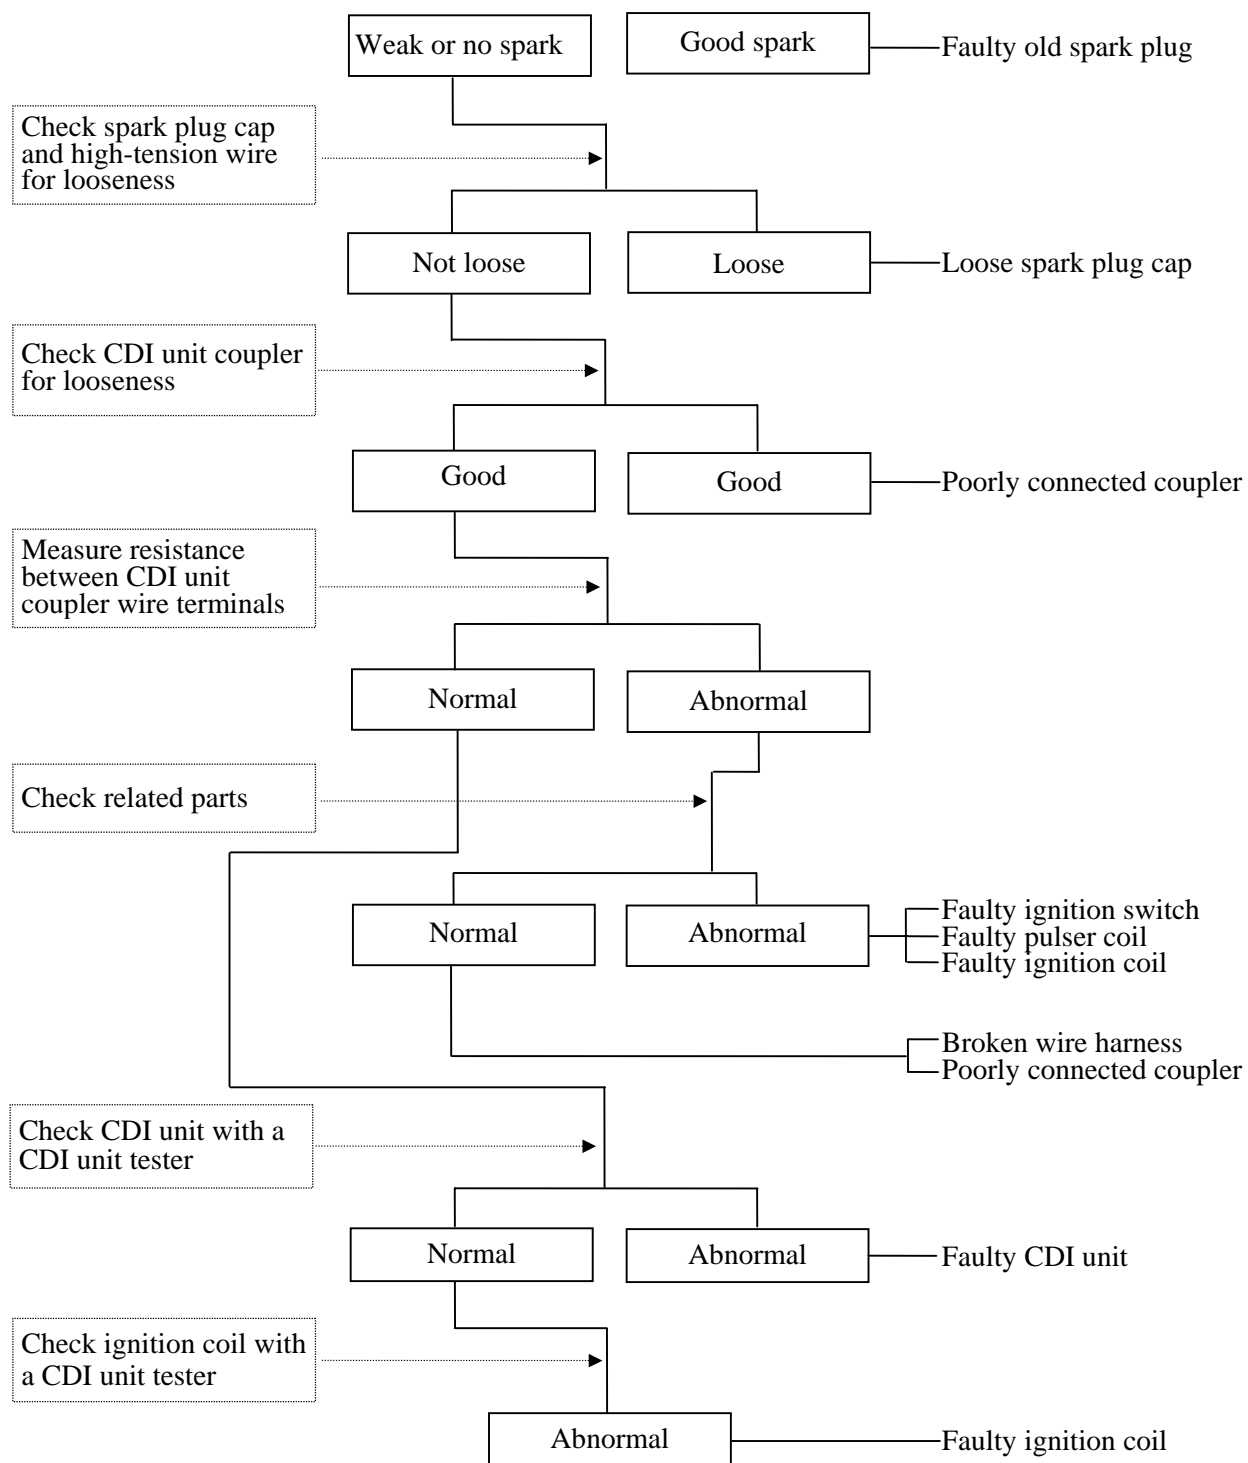 Weak or no spark
Good spark
Faulty old spark plug
Check spark plug cap
and high-tension wire
for looseness
Not loose
Loose
Loose spark plug cap
Check CDI unit coupler
for looseness
Good
Good
Poorly connected coupler
Measure resistance
between CDI unit
coupler wire terminals
Normal
Abnormal
Check related parts
Normal
Abnormal
Faulty ignition switch
Faulty pulser coil
Faulty ignition coil
Broken wire harness
Poorly connected coupler
Check CDI unit with a
CDI unit tester
Normal
Abnormal
Faulty CDI unit
Check ignition coil with
a CDI unit tester
Abnormal
Faulty ignition coil